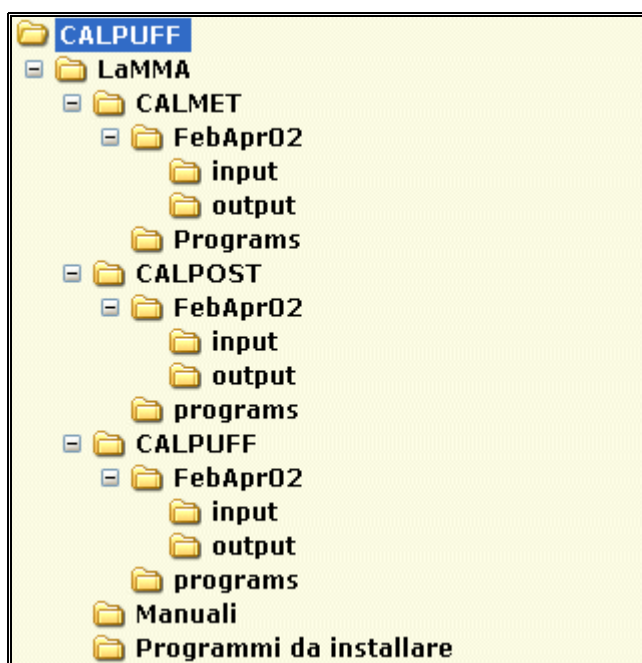 CALPUFF
LaMMA
CALMET
FebApr02
input
output
Programs
CALPOST
FebApr02
input
output
programs
CALPUFF
FebApr02
input
output
programs
Manuali
Programmi da installare